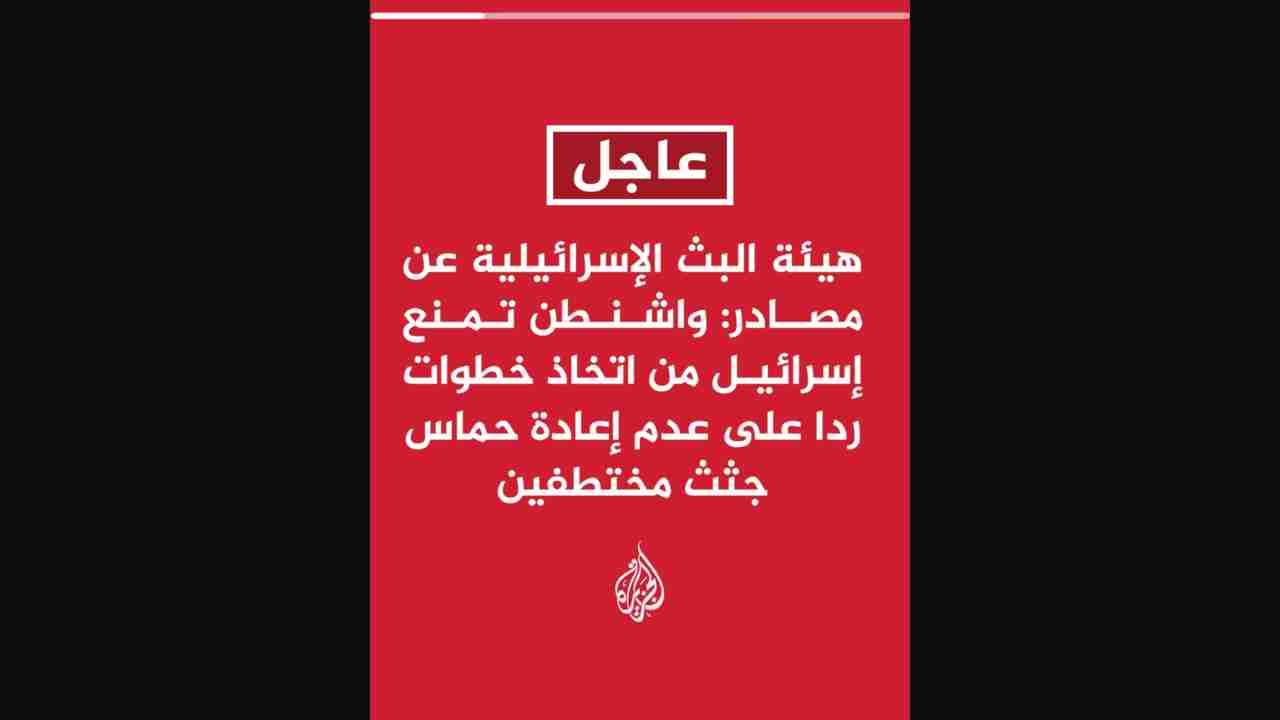 عاجل
هيئة البث الإسرائيلية عن
مصادر: واشنطن تمنع
إسرائيل من اتخاذ خطوات
ردا على عدم إعادة حماس
جثث مختطفين
الجزيرة